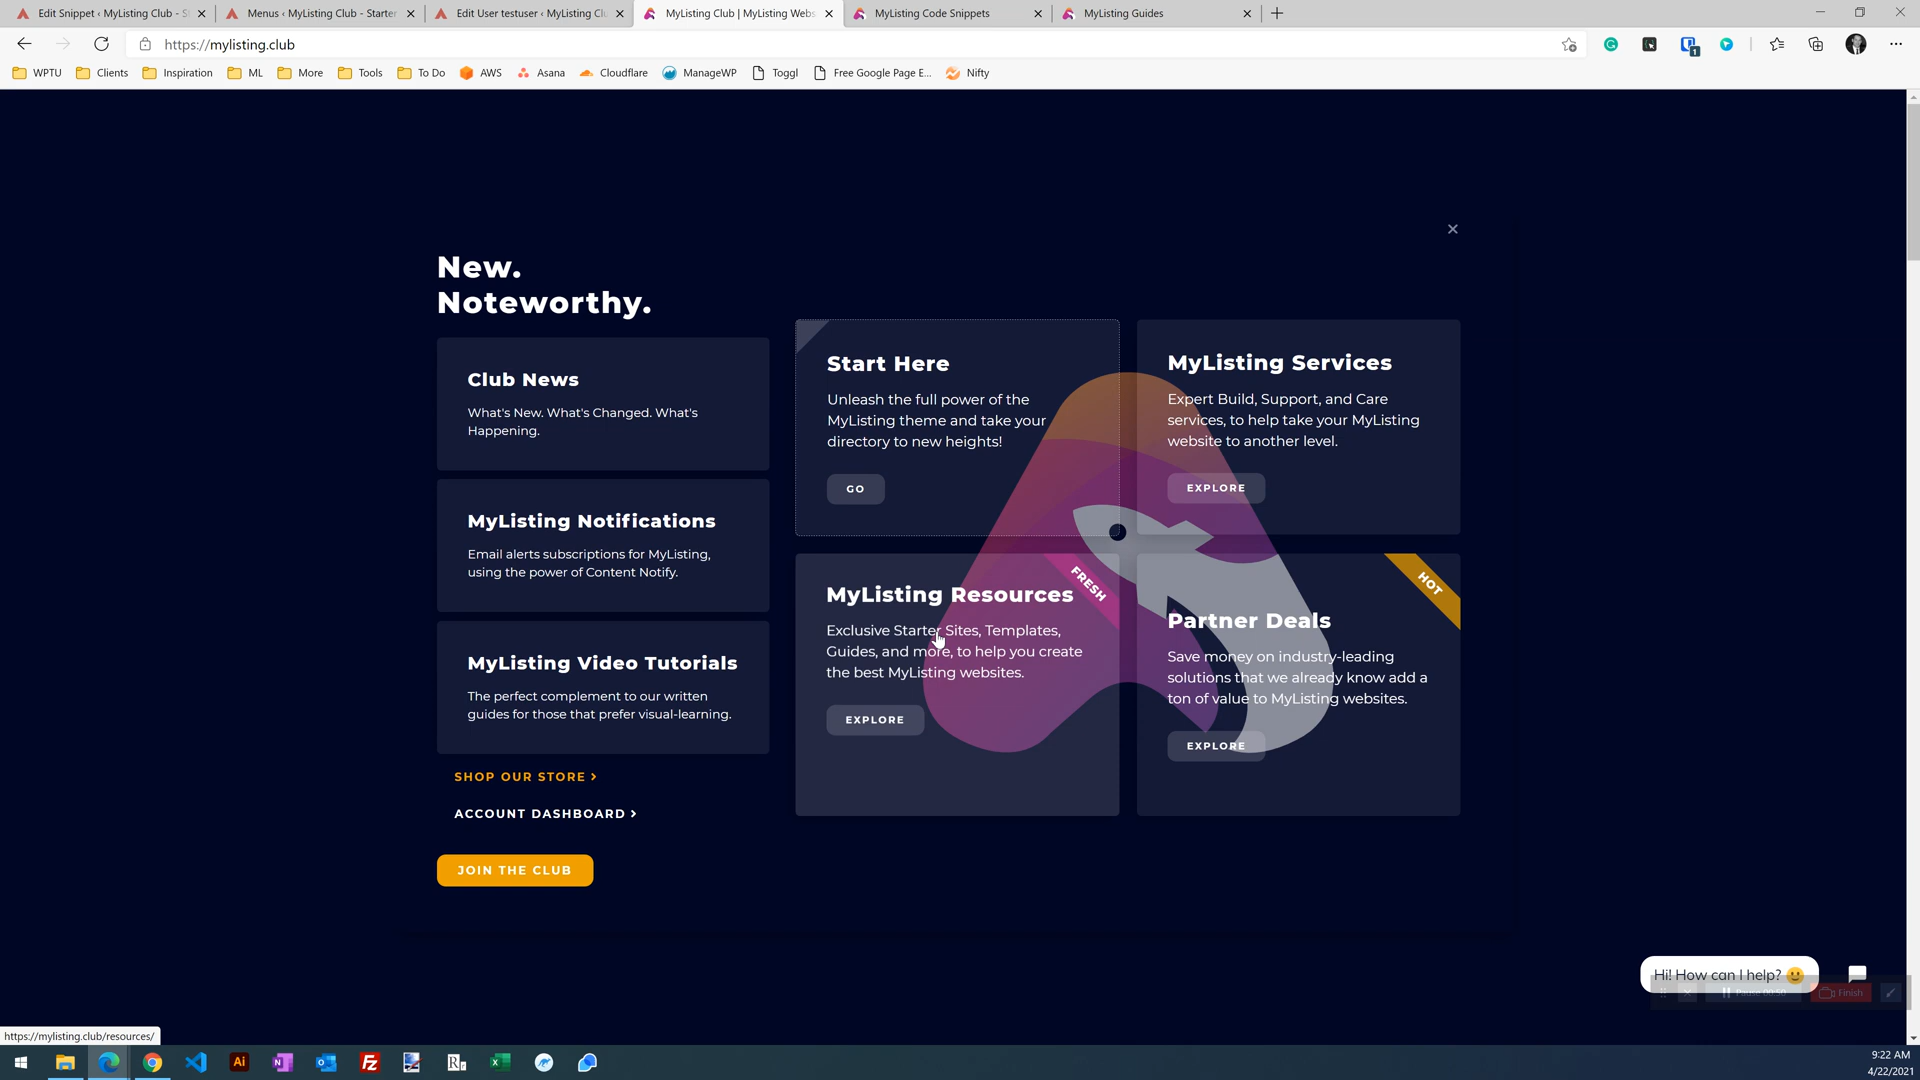 Edit Snippet ‹ MyListing Club - S
Menus ‹ MyListing Club - Starter
Edit User testuser ‹ MyListing Clu
MyListing Club | MyListing Webs
MyListing Code Snippets
MyListing Guides
https://mylisting.club
WPTU
Clients
Inspiration
ML
More
Tools
To Do
AWS
Asana
Cloudflare
ManageWP
Toggl
Free Google Page E...
Nifty
New.
Noteworthy.
Club News
What's New. What's Changed. What's
Happening.
MyListing Notifications
Email alerts subscriptions for MyListing,
using the power of Content Notify.
MyListing Video Tutorials
The perfect complement to our written
guides for those that prefer visual-learning.
SHOP OUR STORE >
ACCOUNT DASHBOARD >
JOIN THE CLUB
Start Here
Unleash the full power of the
MyListing theme and take your
directory to new heights!
GO
MyListing Services
Expert Build, Support, and Care
services, to help take your MyListing
website to another level.
EXPLORE
FRESH
MyListing Resources
Exclusive Starter Sites, Templates,
Guides, and more, to help you create
the best MyListing websites.
EXPLORE
HOT
Partner Deals
Save money on industry-leading
solutions that we already know add a
ton of value to MyListing websites.
EXPLORE
Hi! How can I help? 🙂
Pause 00:50
Finish
https://mylisting.club/resources/
9:22 AM
4/22/2021